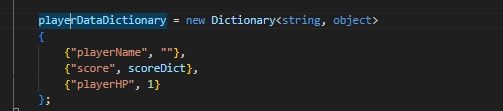 playerDataDictionary = new Dictionary<string, object>
{
{"playerName", ""},
{"score", scoreDict},
{"playerHP", 1}
};